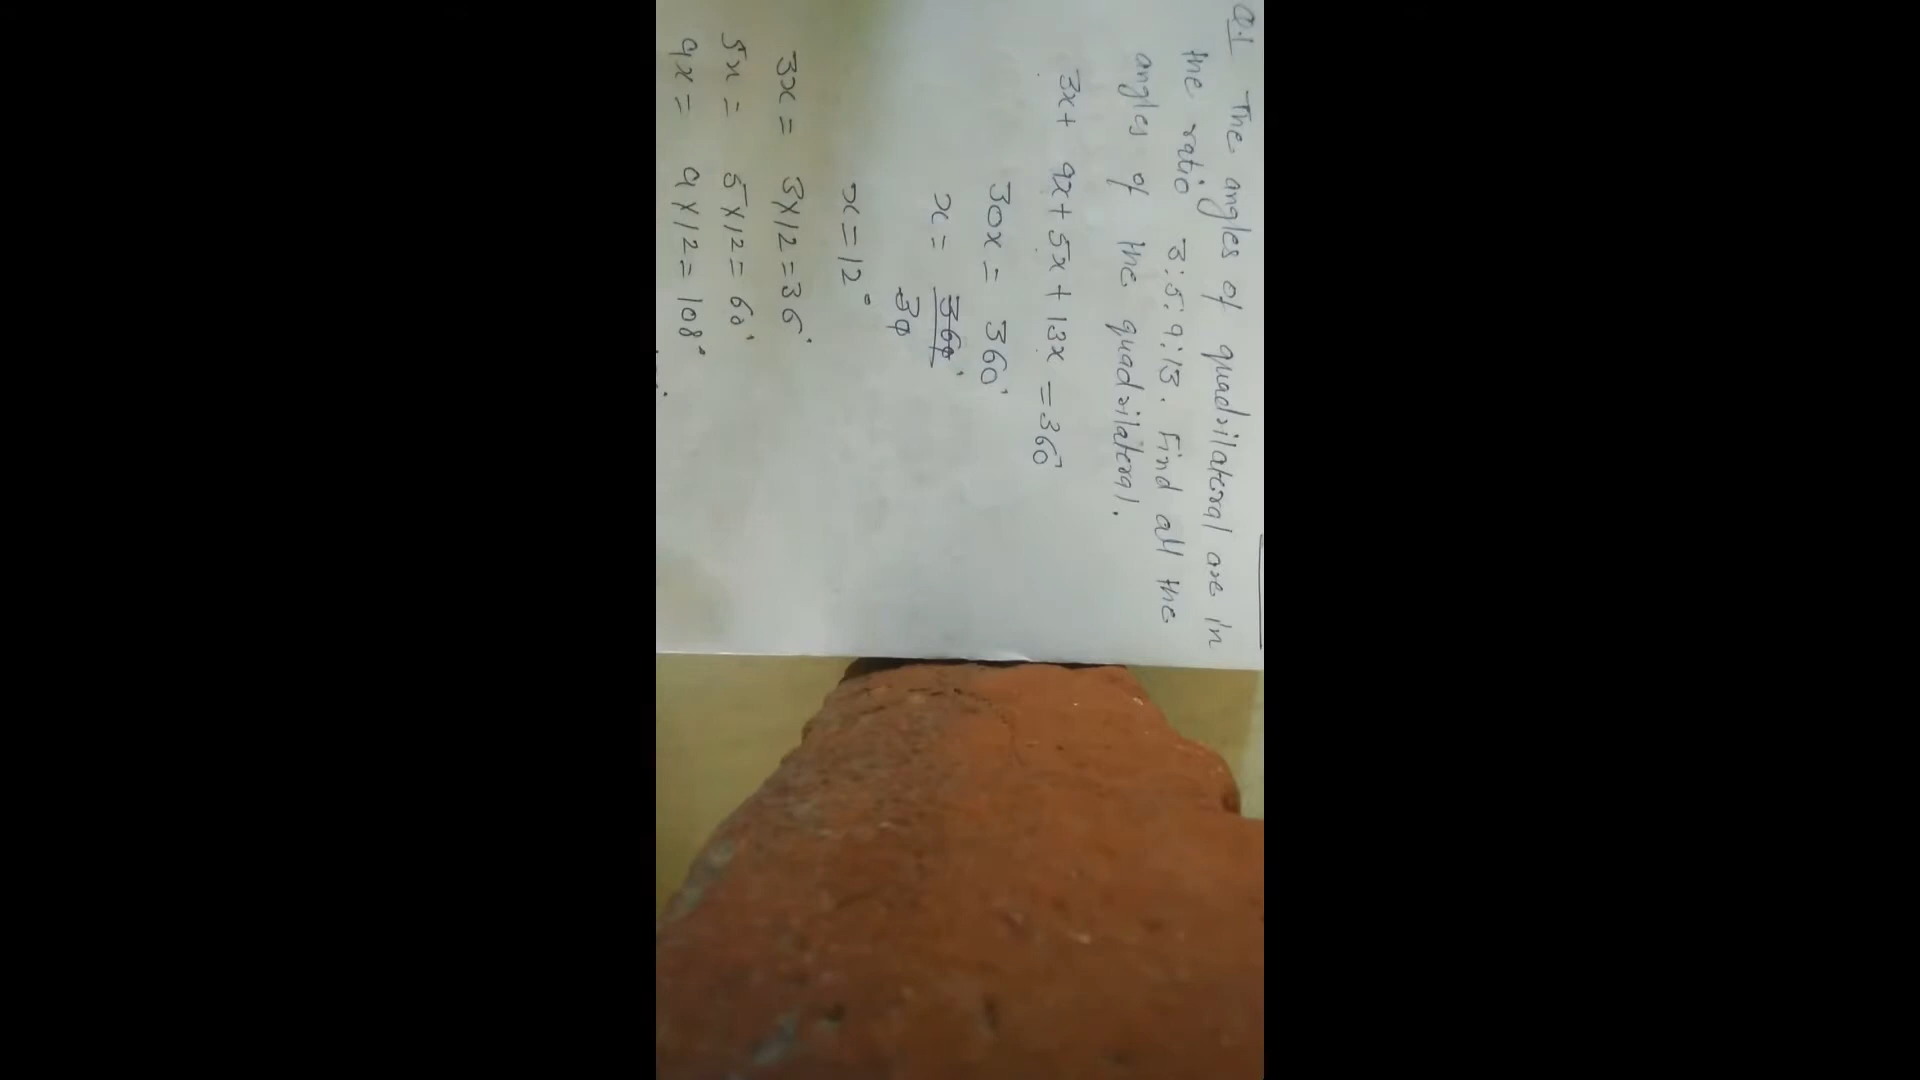 Q.1 The angles of quadrilateral are in
the ratio 3:5:9:13. Find all the
angles of the quadrilateral.
3x+ 9x+5x+13x=360°
30x= 360°
x= 360°
30
x=12°
3x= 3×12=36°
5x= 5×12=60°
9x= 9×12=108°